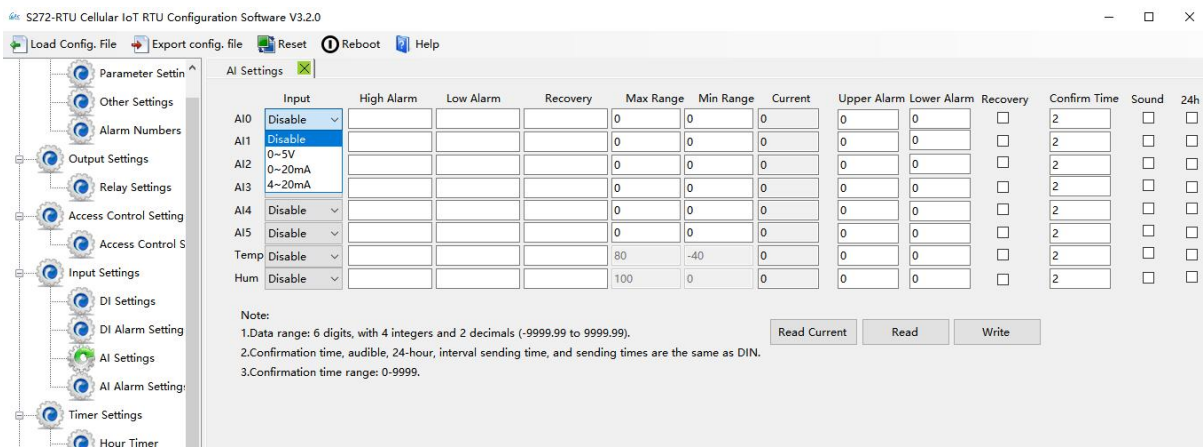 S272-RTU Cellular IoT RTU Configuration Software V3.2.0
Load Config. File Export config. file Reset Reboot Help
Parameter Settin
Other Settings
Alarm Numbers
Output Settings
Relay Settings
Access Control Setting
Access Control S
Input Settings
DI Settings
DI Alarm Setting
AI Settings
AI Alarm Settings
Timer Settings
Hour Timer
AI Settings
Input High Alarm Low Alarm Recovery Max Range Min Range Current Upper Alarm Lower Alarm Recovery Confirm Time Sound 24h
AI0 Disable 0 0 0 0 0 2
AI1 0 0 0 0 0 2
AI2 0 0 0 0 0 2
AI3 0 0 0 0 0 2
Disable
0~5V
0~20mA
4~20mA
AI4 Disable 0 0 0 0 0 2
AI5 Disable 0 0 0 0 0 2
Temp Disable 80 -40 0 0 0 2
Hum Disable 100 0 0 0 0 2
Note:
1.Data range: 6 digits, with 4 integers and 2 decimals (-9999.99 to 9999.99).
2.Confirmation time, audible, 24-hour, interval sending time, and sending times are the same as DIN.
3.Confirmation time range: 0-9999.
Read Current Read Write